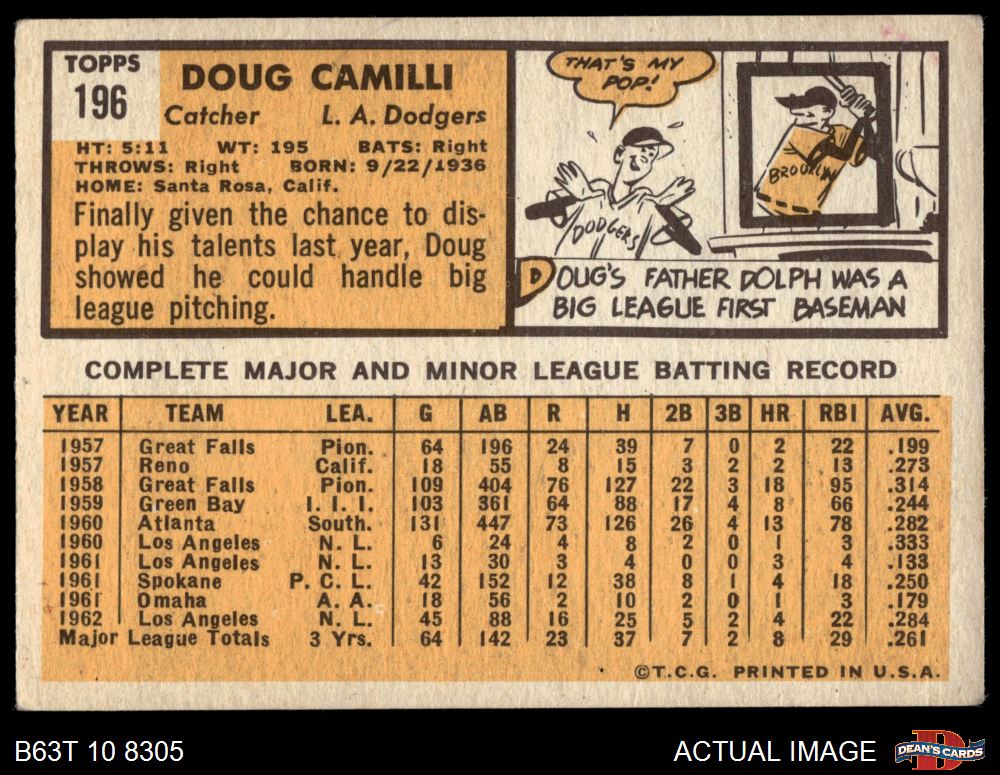 TOPPS
196
DOUG CAMILLI
Catcher L. A. Dodgers
HT: 5:11 WT: 195 BATS: Right
THROWS: Right BORN: 9/22/1936
HOME: Santa Rosa, Calif.
Finally given the chance to dis-
play his talents last year, Doug
showed he could handle big
league pitching.
THAT'S MY
POP!
DODGERS
BROOKLYN
DOUG'S FATHER DOLPH WAS A
BIG LEAGUE FIRST BASEMAN
COMPLETE MAJOR AND MINOR LEAGUE BATTING RECORD
YEAR TEAM LEA. G AB R H 2B 3B HR RBI AVG.
1957 Great Falls Pion. 64 196 24 39 7 0 2 22 .199
1957 Reno Calif. 18 55 8 15 3 2 2 13 .273
1958 Great Falls Pion. 109 404 76 127 22 3 18 95 .314
1959 Green Bay I. I. I. 103 361 64 88 17 4 8 66 .244
1960 Atlanta South. 131 447 73 126 26 4 13 78 .282
1960 Los Angeles N. L. 6 24 4 8 2 0 1 3 .333
1961 Los Angeles N. L. 13 30 3 4 0 0 3 4 .133
1961 Spokane P. C. L. 42 152 12 38 8 1 4 18 .250
1961 Omaha A. A. 18 56 2 10 2 0 1 3 .179
1962 Los Angeles N. L. 45 88 16 25 5 2 4 22 .284
Major League Totals 3 Yrs. 64 142 23 37 7 2 8 29 .261
©T.C.G. PRINTED IN U.S.A.
B63T 10 8305 ACTUAL IMAGE
D
DEAN'S CARDS